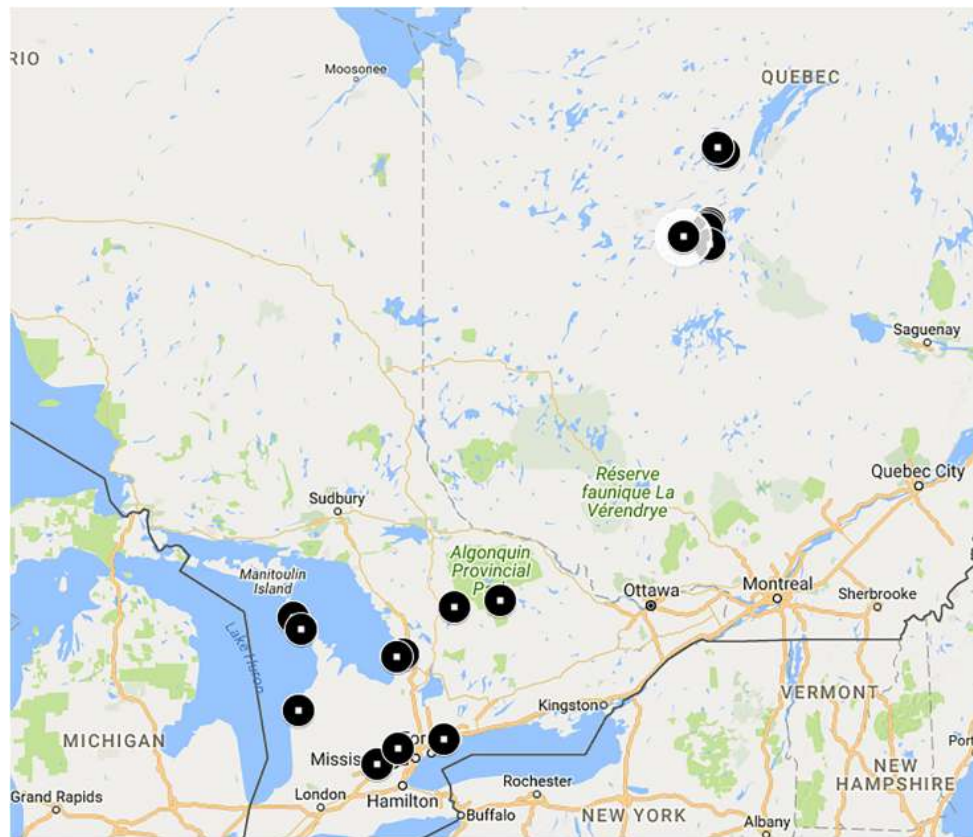 RIO
Moosonee
QUEBEC
Saguenay
Quebec City
Réserve
faunique La
Vérendrye
Sudbury
Algonquin
Provincial
Manitoulin
Island
Ottawa
Montreal
Sherbrooke
Lake Huron
Kingston
VERMONT
MICHIGAN
NEW
HAMPSHIRE
London
Hamilton
Rochester
Grand Rapids
Buffalo
NEW YORK
Albany